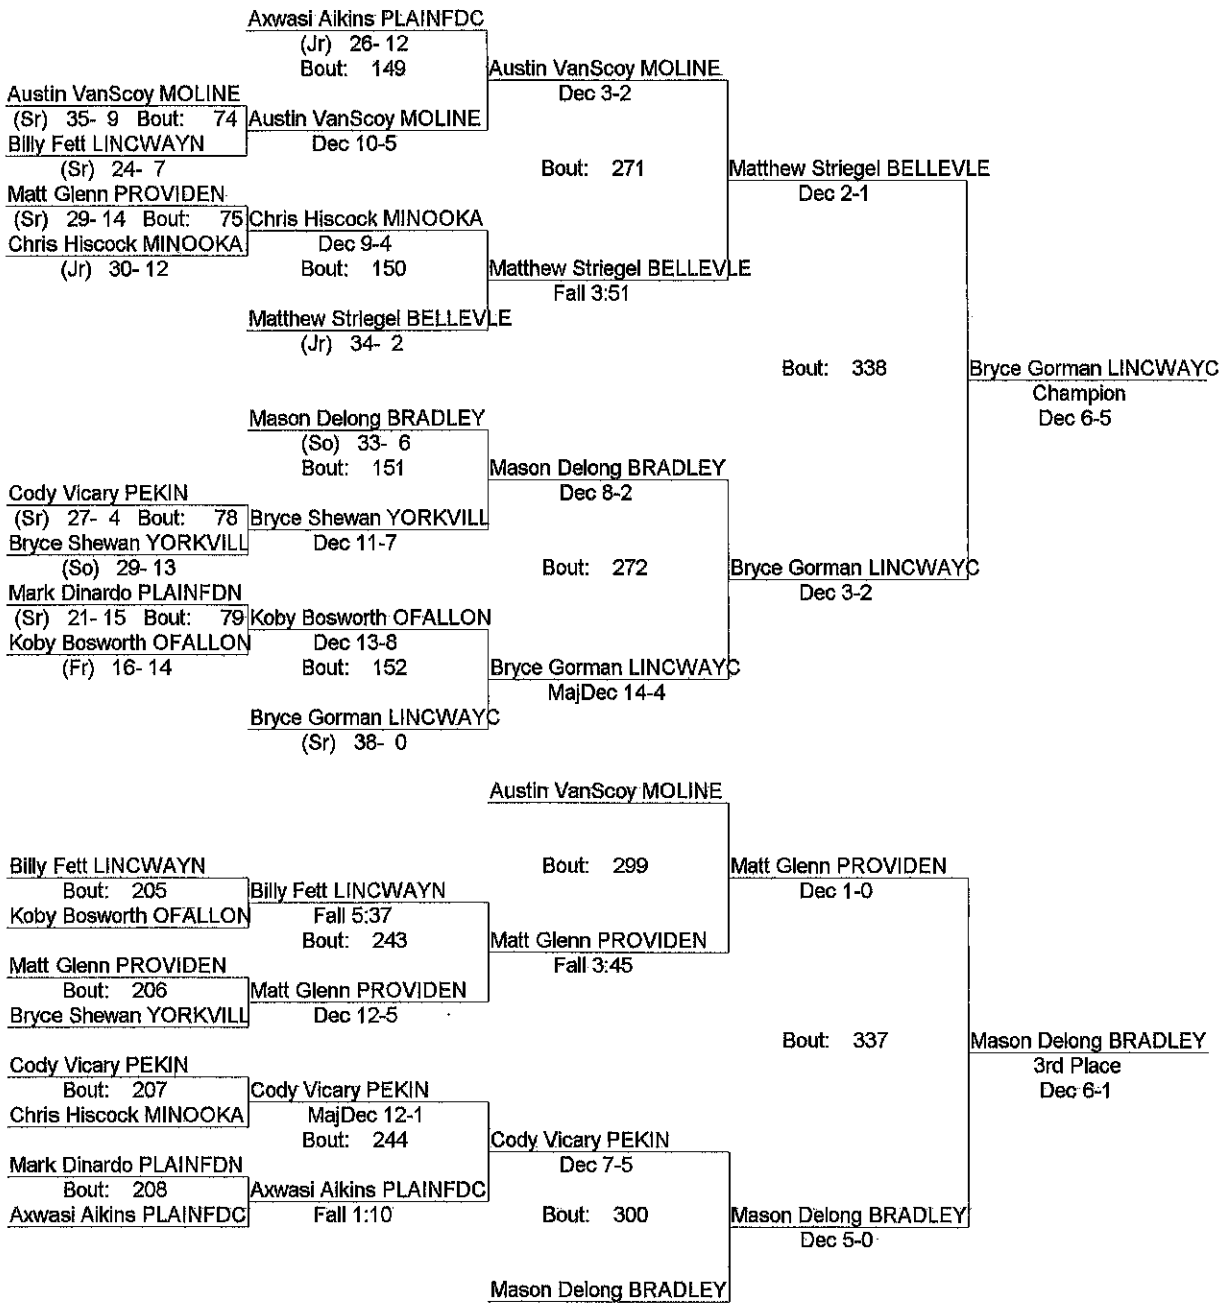 Axwasi Aikins PLAINFDC
(Jr) 26- 12
Bout: 149
Austin VanScoy MOLINE
Dec 3-2
Austin VanScoy MOLINE
(Sr) 35- 9 Bout: 74
Austin VanScoy MOLINE
Dec 10-5
Billy Fett LINCWAYN
(Sr) 24- 7
Bout: 271
Matthew Striegel BELLEVLE
Dec 2-1
Matt Glenn PROVIDEN
(Sr) 29- 14 Bout: 75
Chris Hiscock MINOOKA
Dec 9-4
Chris Hiscock MINOOKA
(Jr) 30- 12
Bout: 150
Matthew Striegel BELLEVLE
Fall 3:51
Matthew Striegel BELLEVLE
(Jr) 34- 2
Bout: 338
Bryce Gorman LINCWAYC
Champion
Dec 6-5
Mason Delong BRADLEY
(So) 33- 6
Bout: 151
Mason Delong BRADLEY
Dec 8-2
Cody Vicary PEKIN
(Sr) 27- 4 Bout: 78
Bryce Shewan YORKVILL
Dec 11-7
Bryce Shewan YORKVILL
(So) 29- 13
Bout: 272
Bryce Gorman LINCWAYC
Dec 3-2
Mark Dinardo PLAINFDN
(Sr) 21- 15 Bout: 79
Koby Bosworth OFALLON
Dec 13-8
Koby Bosworth OFALLON
(Fr) 16- 14
Bout: 152
Bryce Gorman LINCWAYC
MajDec 14-4
Bryce Gorman LINCWAYC
(Sr) 38- 0
Austin VanScoy MOLINE
Billy Fett LINCWAYN
Bout: 205
Billy Fett LINCWAYN
Fall 5:37
Koby Bosworth OFALLON
Bout: 299
Matt Glenn PROVIDEN
Dec 1-0
Bout: 243
Matt Glenn PROVIDEN
Fall 3:45
Matt Glenn PROVIDEN
Bout: 206
Matt Glenn PROVIDEN
Dec 12-5
Bryce Shewan YORKVILL
Bout: 337
Mason Delong BRADLEY
3rd Place
Dec 6-1
Cody Vicary PEKIN
Bout: 207
Cody Vicary PEKIN
MajDec 12-1
Chris Hiscock MINOOKA
Bout: 244
Cody Vicary PEKIN
Dec 7-5
Mark Dinardo PLAINFDN
Bout: 208
Axwasi Aikins PLAINFDC
Fall 1:10
Axwasi Aikins PLAINFDC
Bout: 300
Mason Delong BRADLEY
Dec 5-0
Mason Delong BRADLEY